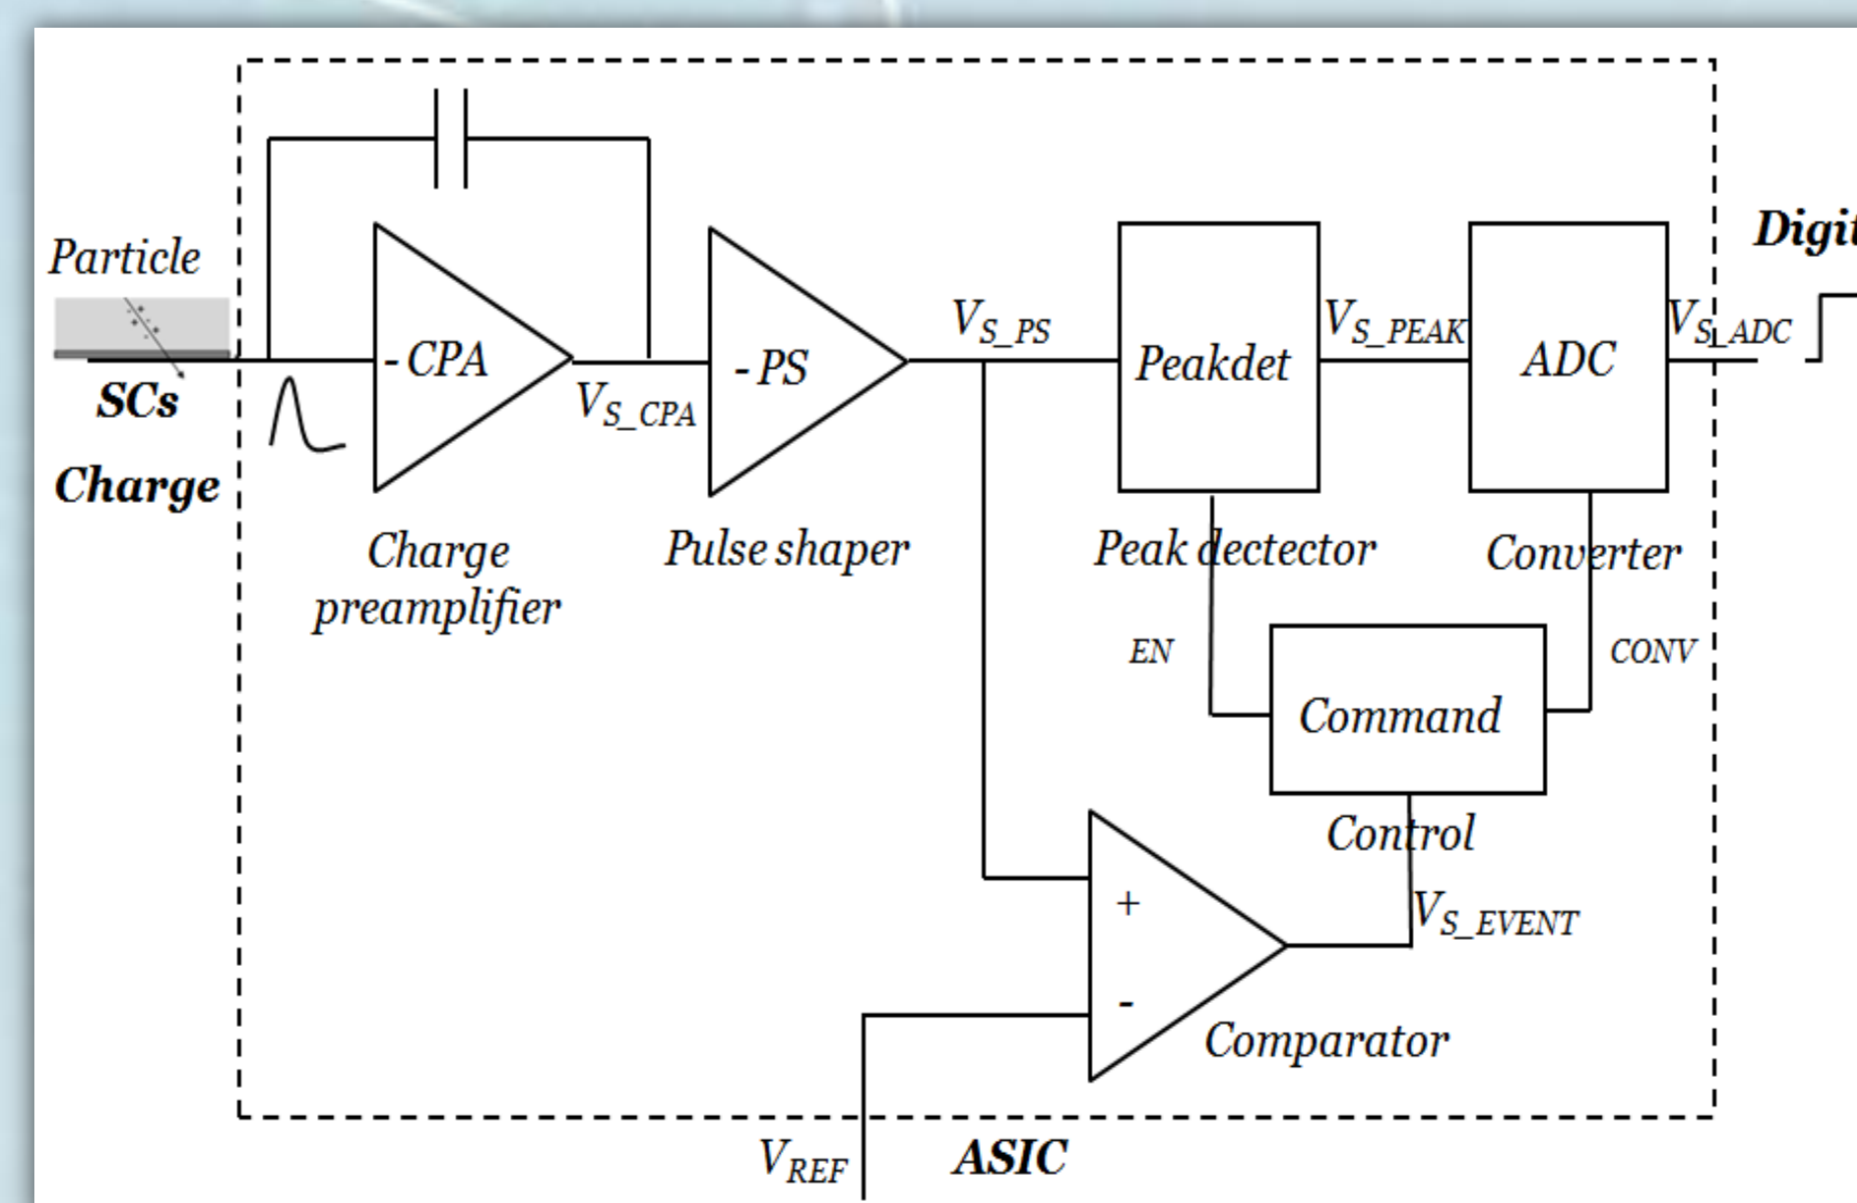 Particle
SCs
Charge
- CPA
V_S_CPA
Charge
preamplifier
- PS
Pulse shaper
V_S_PS
Peakdet
Peak dectector
V_S_PEAK
ADC
Converter
V_S_ADC
Digit
EN
CONV
Command
Control
V_S_EVENT
+
-
Comparator
V_REF
ASIC